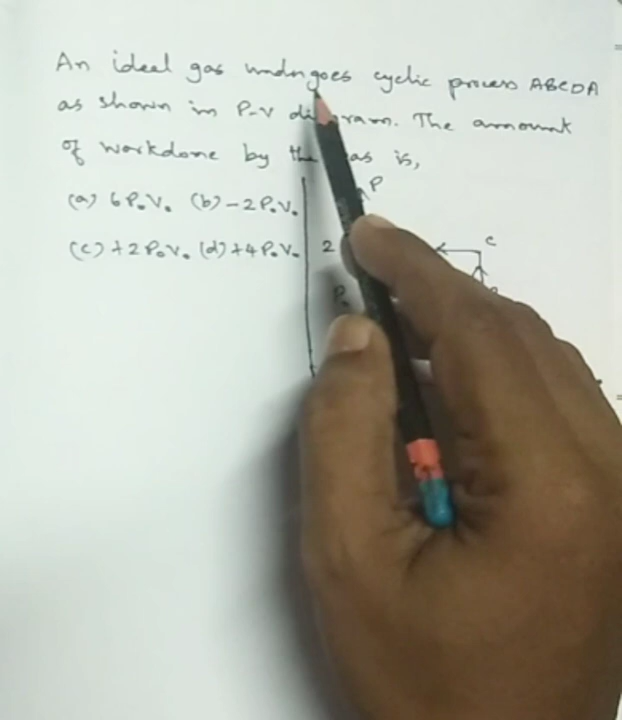 An ideal gas undergoes cyclic process ABCDA
as shown in P-V diagram. The amount
of workdone by the gas is,
(a) 6P₀V₀ (b) -2P₀V₀
(c) +2P₀V₀ (d) +4P₀V₀
P
2
C
P₀